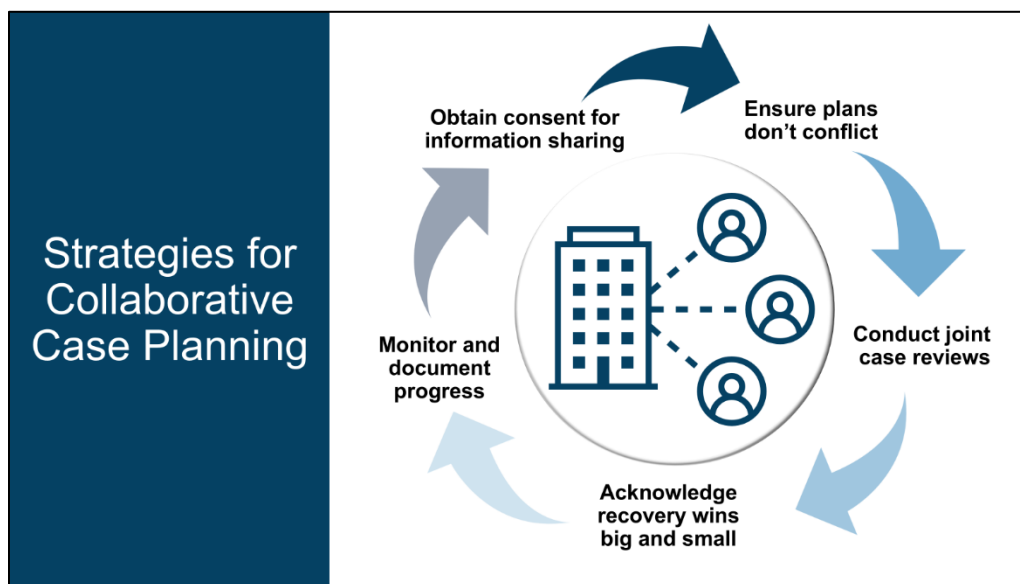 Strategies for
Collaborative
Case Planning
Obtain consent for
information sharing
Ensure plans
don’t conflict
Conduct joint
case reviews
Acknowledge
recovery wins
big and small
Monitor and
document
progress